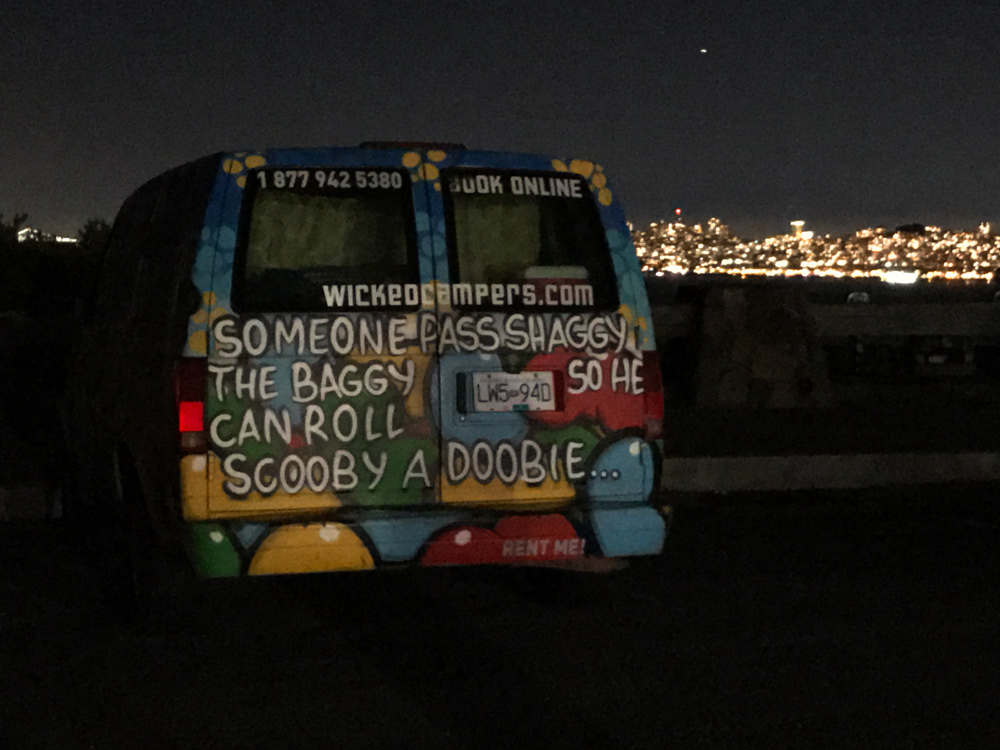 1 877 942 5380
BOOK ONLINE
wickedcampers.com
SOMEONE PASS SHAGGY
THE BAGGY SO HE
LW5 94D
CAN ROLL
SCOOBY A DOOBIE...
RENT ME!